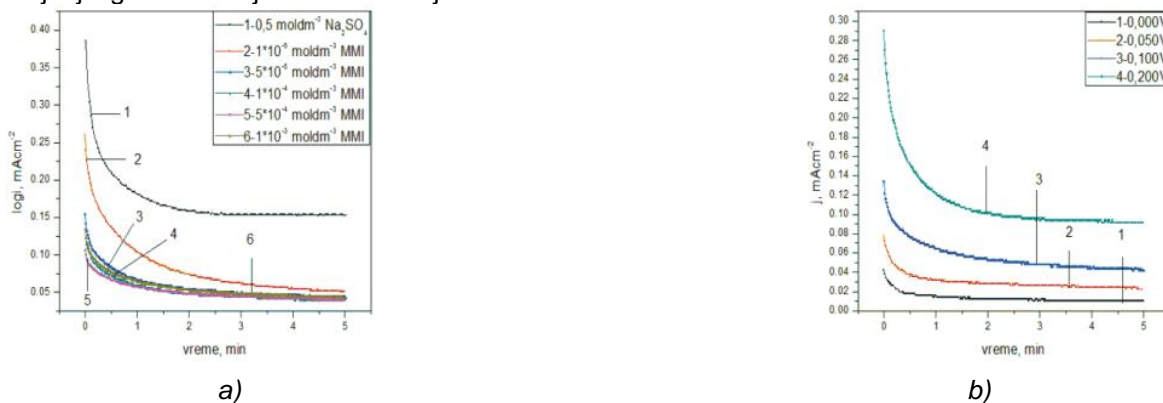 0.40
0.35
0.30
0.25
0.20
0.15
0.10
0.05
logi, mAcm⁻²
1-0,5 moldm⁻³ Na₂SO₄
2-1*10⁻⁶ moldm⁻³ MMI
3-5*10⁻⁶ moldm⁻³ MMI
4-1*10⁻⁴ moldm⁻³ MMI
5-5*10⁻⁴ moldm⁻³ MMI
6-1*10⁻³ moldm⁻³ MMI
1
2
3
4
6
5
0 1 2 3 4 5
vreme, min
a)
0.32
0.30
0.28
0.26
0.24
0.22
0.20
0.18
0.16
0.14
0.12
0.10
0.08
0.06
0.04
0.02
0.00
j, mAcm⁻²
1-0,000V
2-0,050V
3-0,100V
4-0,200V
4
3
2
1
0 1 2 3 4 5
vreme, min
b)